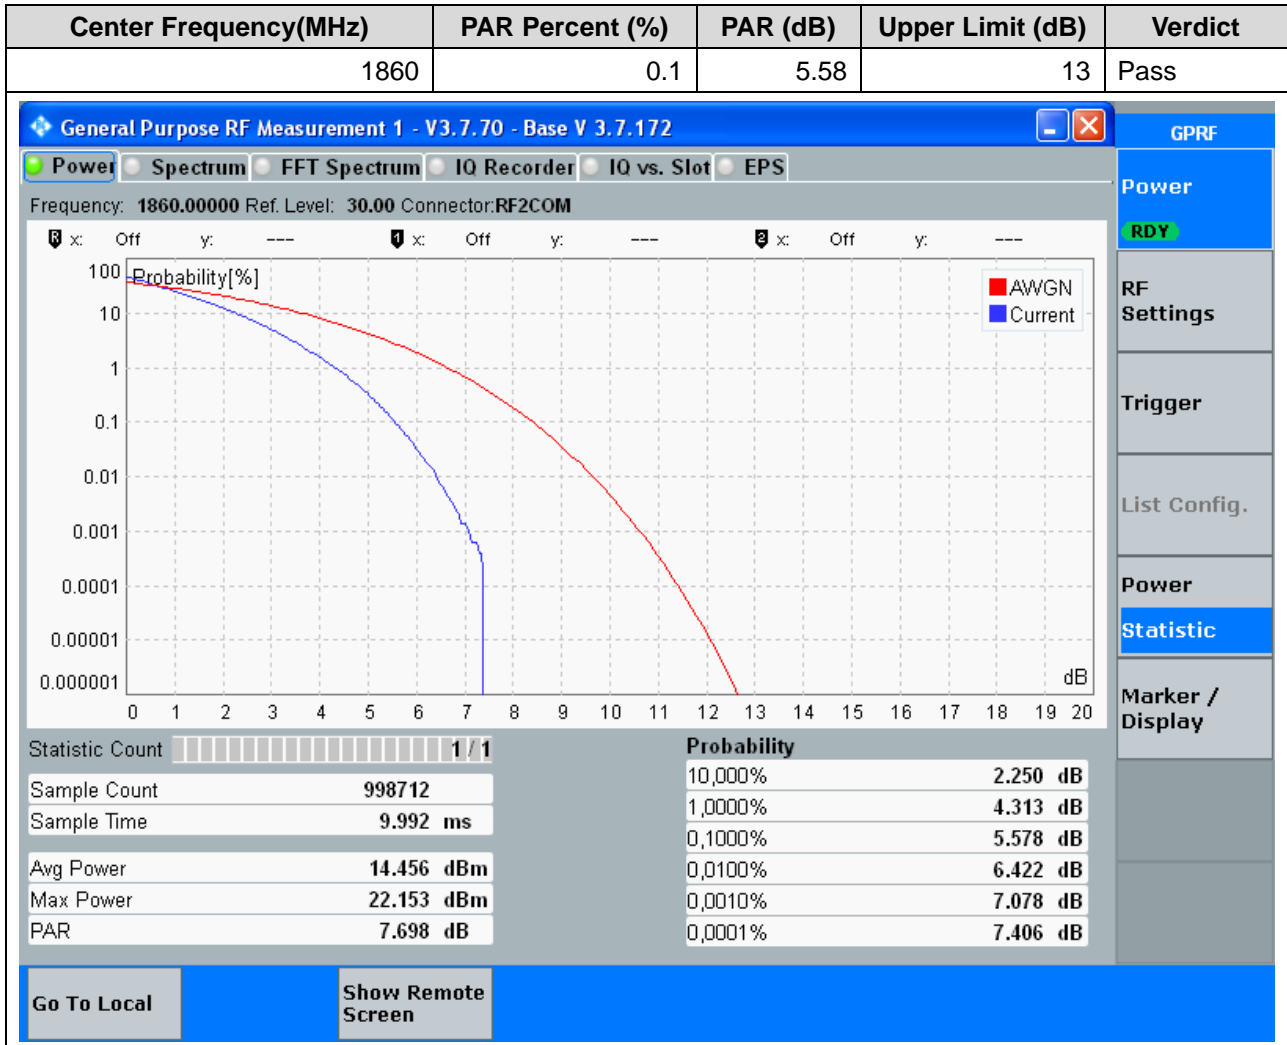 Center Frequency(MHz) PAR Percent (%) PAR (dB) Upper Limit (dB) Verdict
1860 0.1 5.58 13 Pass
General Purpose RF Measurement 1 - V3.7.70 - Base V 3.7.172
GPRF
Power Spectrum FFT Spectrum IQ Recorder IQ vs. Slot EPS
Frequency: 1860.00000 Ref. Level: 30.00 Connector:RF2COM
R x: Off y: --- 1 x: Off y: --- 2 x: Off y: ---
Probability[%]
AWGN
Current
100
10
1
0.1
0.01
0.001
0.0001
0.00001
0.000001
dB
0 1 2 3 4 5 6 7 8 9 10 11 12 13 14 15 16 17 18 19 20
Statistic Count 1 / 1
Sample Count 998712
Sample Time 9.992 ms
Avg Power 14.456 dBm
Max Power 22.153 dBm
PAR 7.698 dB
Probability
10,000% 2.250 dB
1,0000% 4.313 dB
0,1000% 5.578 dB
0,0100% 6.422 dB
0,0010% 7.078 dB
0,0001% 7.406 dB
Power
RDY
RF
Settings
Trigger
List Config.
Power
Statistic
Marker /
Display
Go To Local
Show Remote
Screen